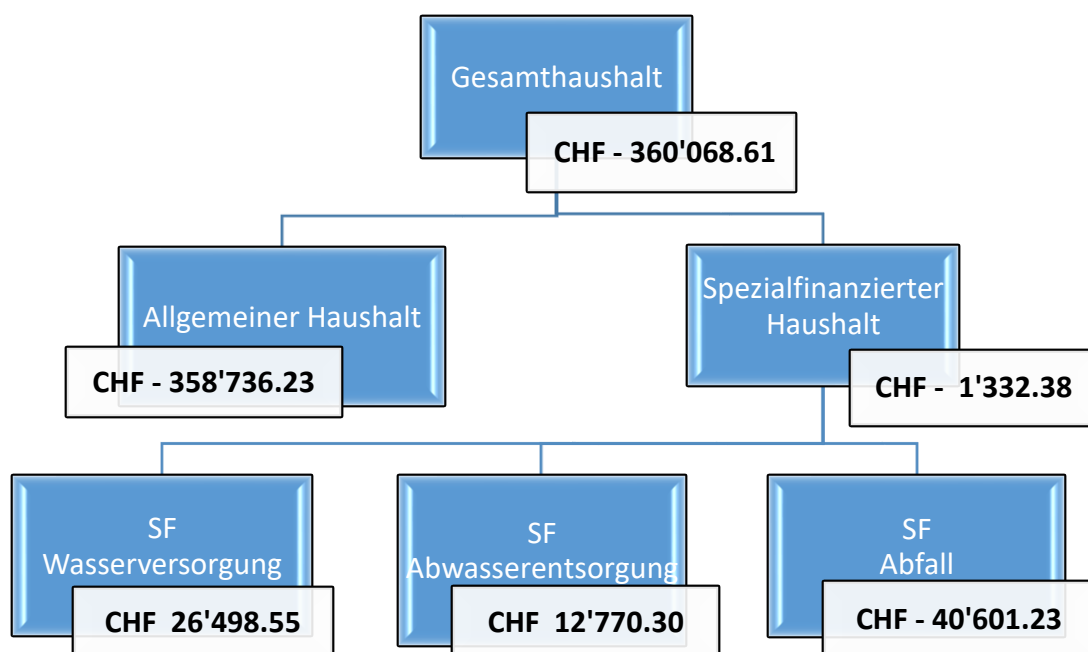 Gesamthaushalt
CHF - 360'068.61
Allgemeiner Haushalt
CHF - 358'736.23
Spezialfinanzierter
Haushalt
CHF -  1'332.38
SF
Wasserversorgung
CHF  26'498.55
SF
Abwasserentsorgung
CHF  12'770.30
SF
Abfall
CHF - 40'601.23